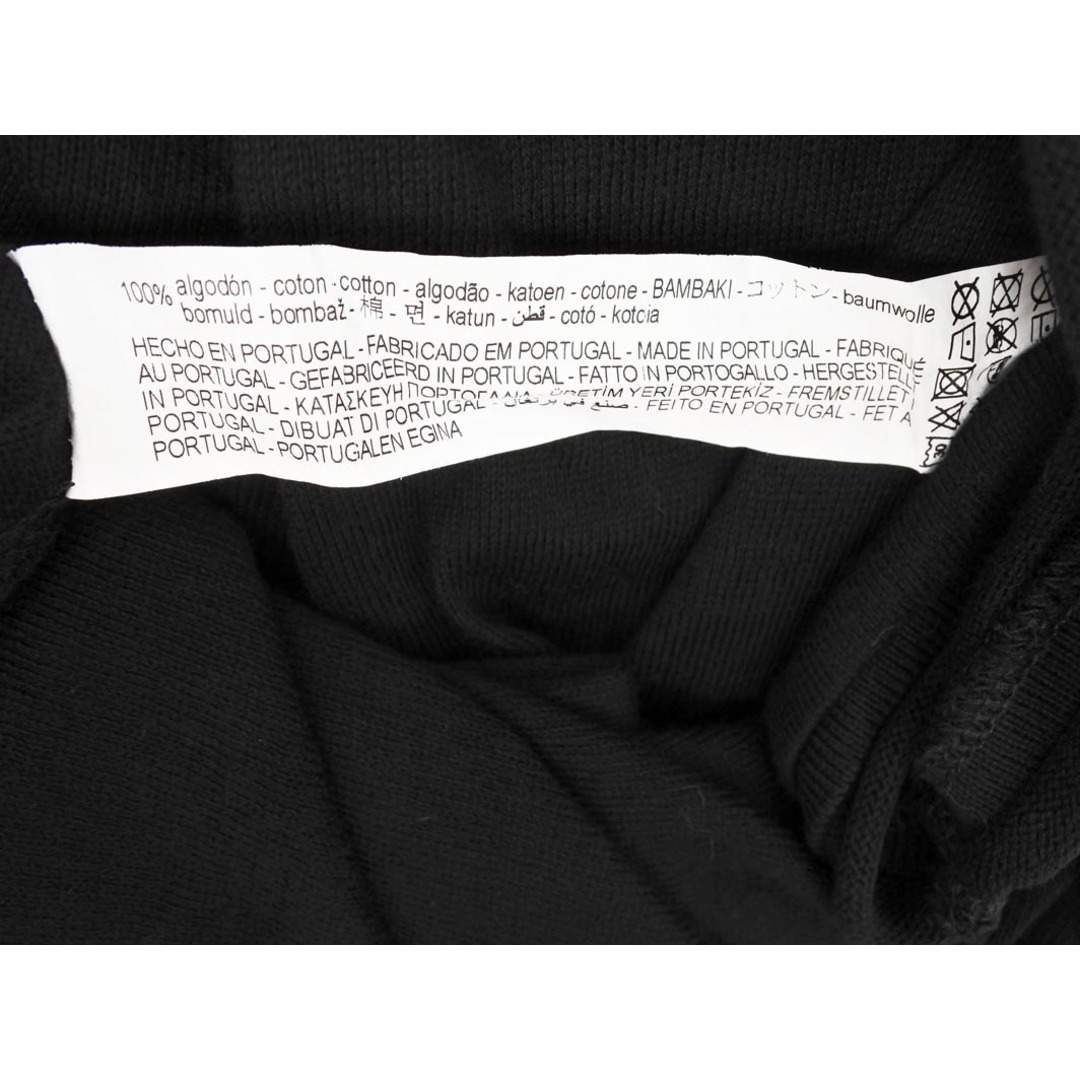 100% algodón - coton - cotton - algodão - katoen - cotone - BAMBAKI - コットン - baumwolle
bomuld - bombaž - 棉 - 면 - katun - قطن - cotó - kotcia
HECHO EN PORTUGAL - FABRICADO EM PORTUGAL - MADE IN PORTUGAL - FABRIQUÉ
AU PORTUGAL - GEFABRICEERD IN PORTUGAL - FATTO IN PORTOGALLO - HERGESTELLT
IN PORTUGAL - ΚΑΤΑΣΚΕΥΗ ΠΟΡΤΟΓΑΛΙΑ - ÜRETİM YERİ PORTEKİZ - FREMSTILLET I
PORTUGAL - DIBUAT DI PORTUGAL - صنع في برتغال - FEITO EN PORTUGAL - FET A
PORTUGAL - PORTUGALEN EGINA